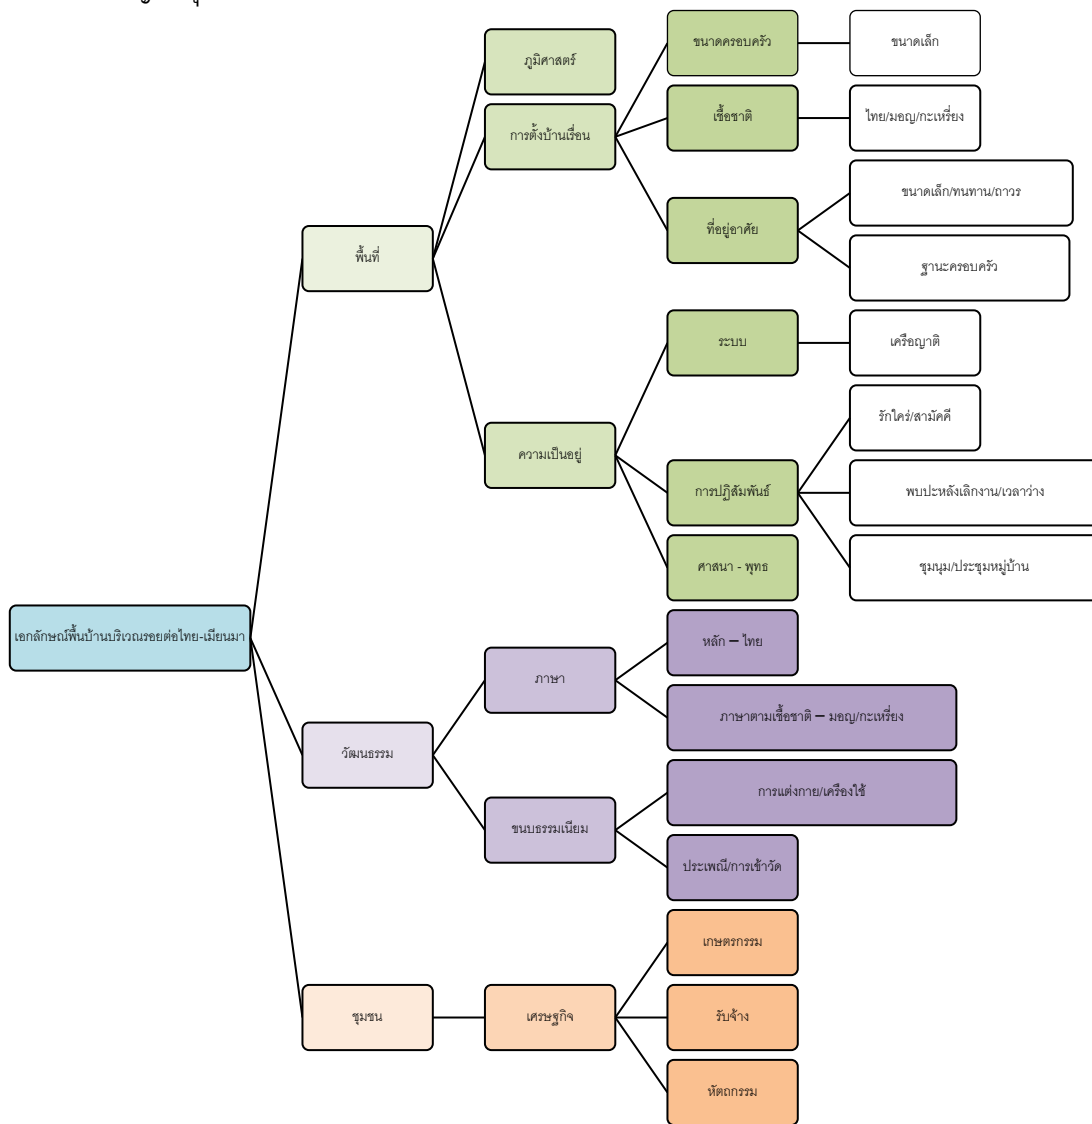 ภูมิศาสตร์
การตั้งบ้านเรื่อน
ขนาดครอบครัว
ขนาดเล็ก
เชื้อชาติ
ไทย/มอญ/กะเหรี่ยง
ที่อยู่อาศัย
ขนาดเล็ก/ทนทาน/ถาวร
ฐานะครอบครัว
พื้นที่
ความเป็นอยู่
ระบบ
เครือญาติ
การปฏิสัมพันธ์
รักใคร่/สามัคคี
พบปะหลังเลิกงาน/เวลาว่าง
ชุมนุม/ประชุมหมู่บ้าน
ศาสนา - พุทธ
เอกลักษณ์พื้นบ้านบริเวณรอยต่อไทย-เมียนมา
วัฒนธรรม
ภาษา
หลัก – ไทย
ภาษาตามเชื้อชาติ – มอญ/กะเหรี่ยง
ขนบธรรมเนียม
การแต่งกาย/เครื่องใช้
ประเพณี/การเข้าวัด
ชุมชน
เศรษฐกิจ
เกษตรกรรม
รับจ้าง
หัตถกรรม